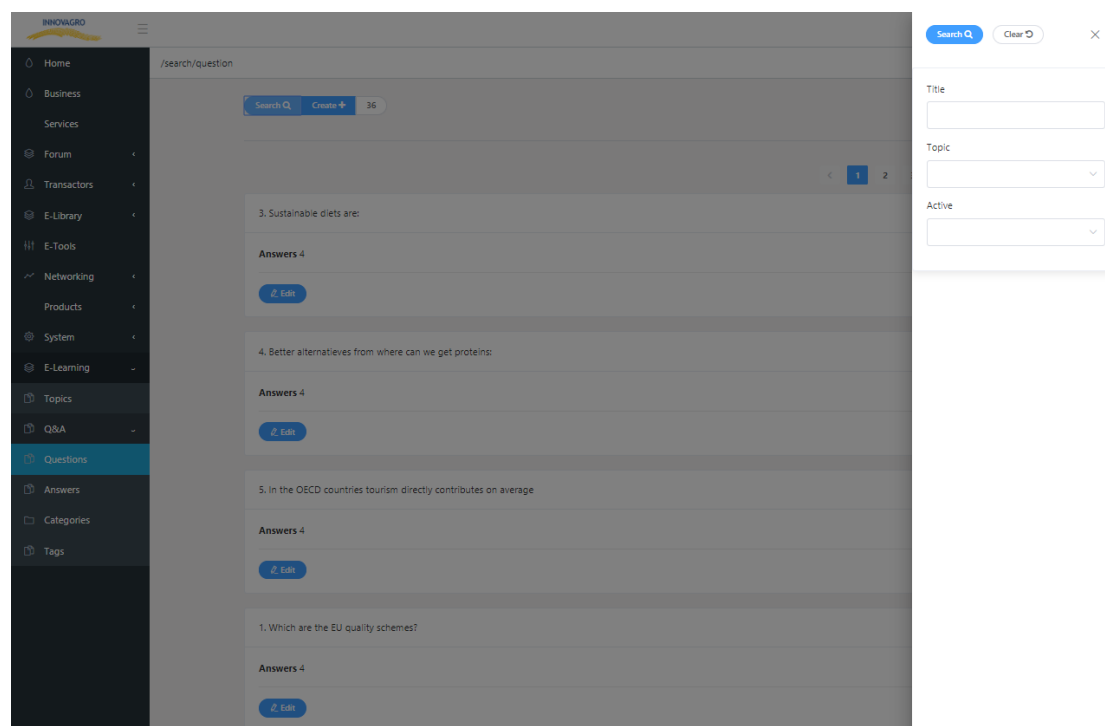 INNOVAGRO
Home
Business
Services
Forum
Transactors
E-Library
E-Tools
Networking
Products
System
E-Learning
Topics
Q&A
Questions
Answers
Categories
Tags
/search/question
Search Create + 36
< 1 2
3. Sustainable diets are:
Answers 4
Edit
4. Better alternatieves from where can we get proteins:
Answers 4
Edit
5. In the OECD countries tourism directly contributes on average
Answers 4
Edit
1. Which are the EU quality schemes?
Answers 4
Edit
Search Clear
Title
Topic
Active